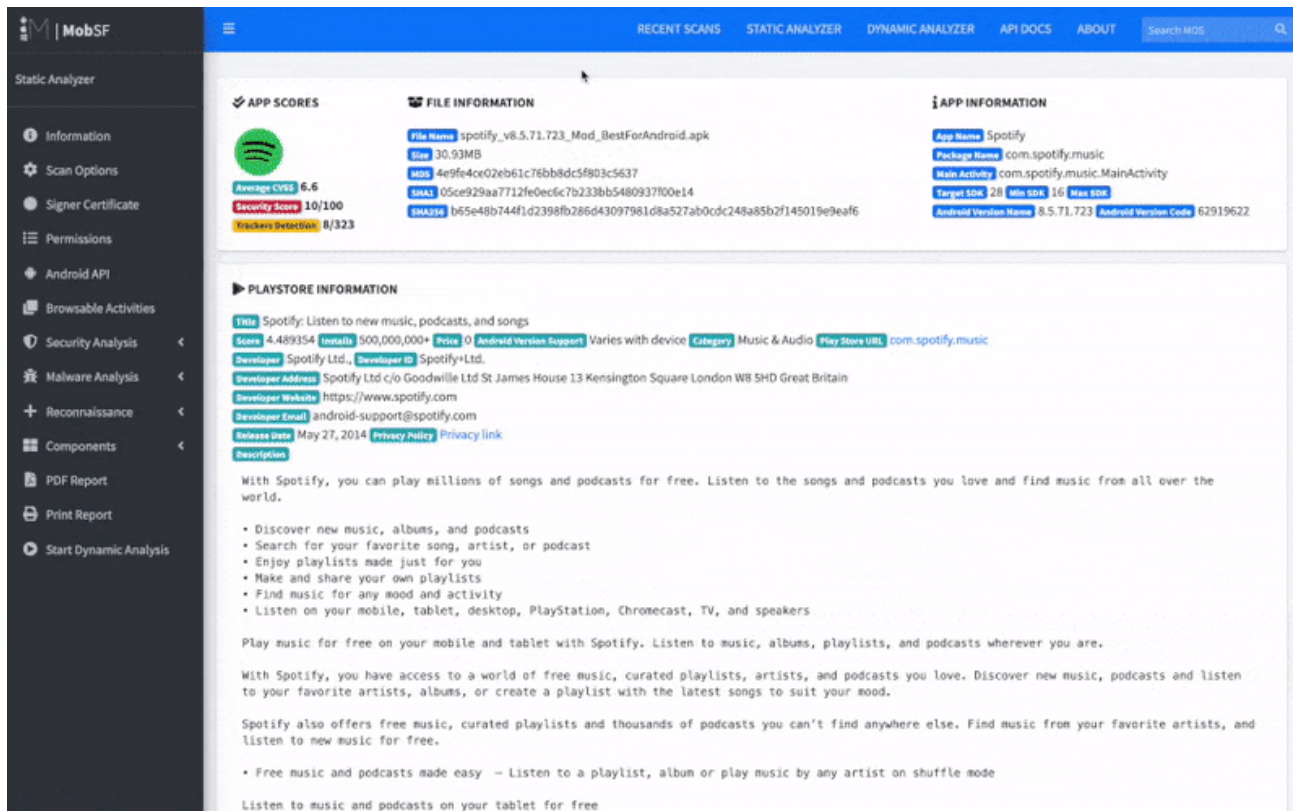 MobSF
RECENT SCANS STATIC ANALYZER DYNAMIC ANALYZER API DOCS ABOUT Search MD5
Static Analyzer
Information
Scan Options
Signer Certificate
Permissions
Android API
Browsable Activities
Security Analysis
Malware Analysis
Reconnaissance
Components
PDF Report
Print Report
Start Dynamic Analysis
APP SCORES
Average CVSS 6.6
Security Score 10/100
Trackers Detection 8/323
FILE INFORMATION
File Name spotify_v8.5.71.723_Mod_BestForAndroid.apk
Size 30.93MB
MD5 4e9fe4ce02eb61c76bb8dc5f803c5637
SHA1 05ce929aa7712fe0ec6c7b233bb5480937f00e14
SHA256 b65e48b744f1d2398fb286d43097981d8a527ab0cdc248a85b2f145019e9eaf6
APP INFORMATION
App Name Spotify
Package Name com.spotify.music
Main Activity com.spotify.music.MainActivity
Target SDK 28 Min SDK 16 Max SDK
Android Version Name 8.5.71.723 Android Version Code 62919622
PLAYSTORE INFORMATION
Title Spotify: Listen to new music, podcasts, and songs
Score 4.489354 Installs 500,000,000+ Price 0 Android Version Support Varies with device Category Music & Audio Play Store URL com.spotify.music
Developer Spotify Ltd., Developer ID Spotify+Ltd.
Developer Address Spotify Ltd c/o Goodwille Ltd St James House 13 Kensington Square London W8 5HD Great Britain
Developer Website https://www.spotify.com
Developer Email android-support@spotify.com
Release Date May 27, 2014 Privacy Policy Privacy link
Description
With Spotify, you can play millions of songs and podcasts for free. Listen to the songs and podcasts you love and find music from all over the
world.
• Discover new music, albums, and podcasts
• Search for your favorite song, artist, or podcast
• Enjoy playlists made just for you
• Make and share your own playlists
• Find music for any mood and activity
• Listen on your mobile, tablet, desktop, PlayStation, Chromecast, TV, and speakers
Play music for free on your mobile and tablet with Spotify. Listen to music, albums, playlists, and podcasts wherever you are.
With Spotify, you have access to a world of free music, curated playlists, artists, and podcasts you love. Discover new music, podcasts and listen
to your favorite artists, albums, or create a playlist with the latest songs to suit your mood.
Spotify also offers free music, curated playlists and thousands of podcasts you can't find anywhere else. Find music from your favorite artists, and
listen to new music for free.
• Free music and podcasts made easy – Listen to a playlist, album or play music by any artist on shuffle mode
Listen to music and podcasts on your tablet for free